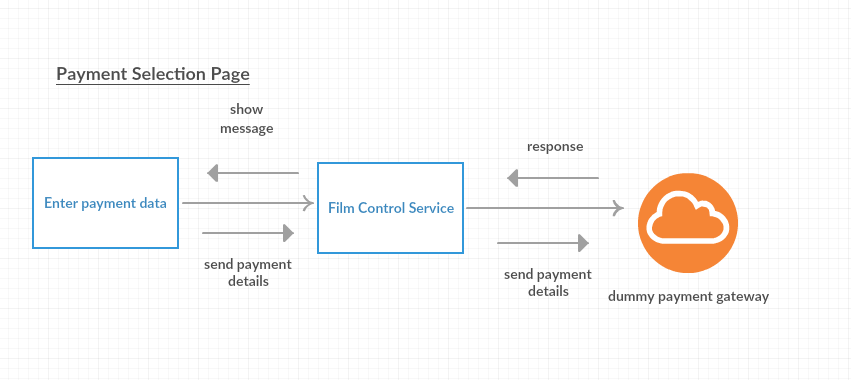 Payment Selection Page
show
message
response
Enter payment data
Film Control Service
send payment
details
send payment
details
dummy payment gateway